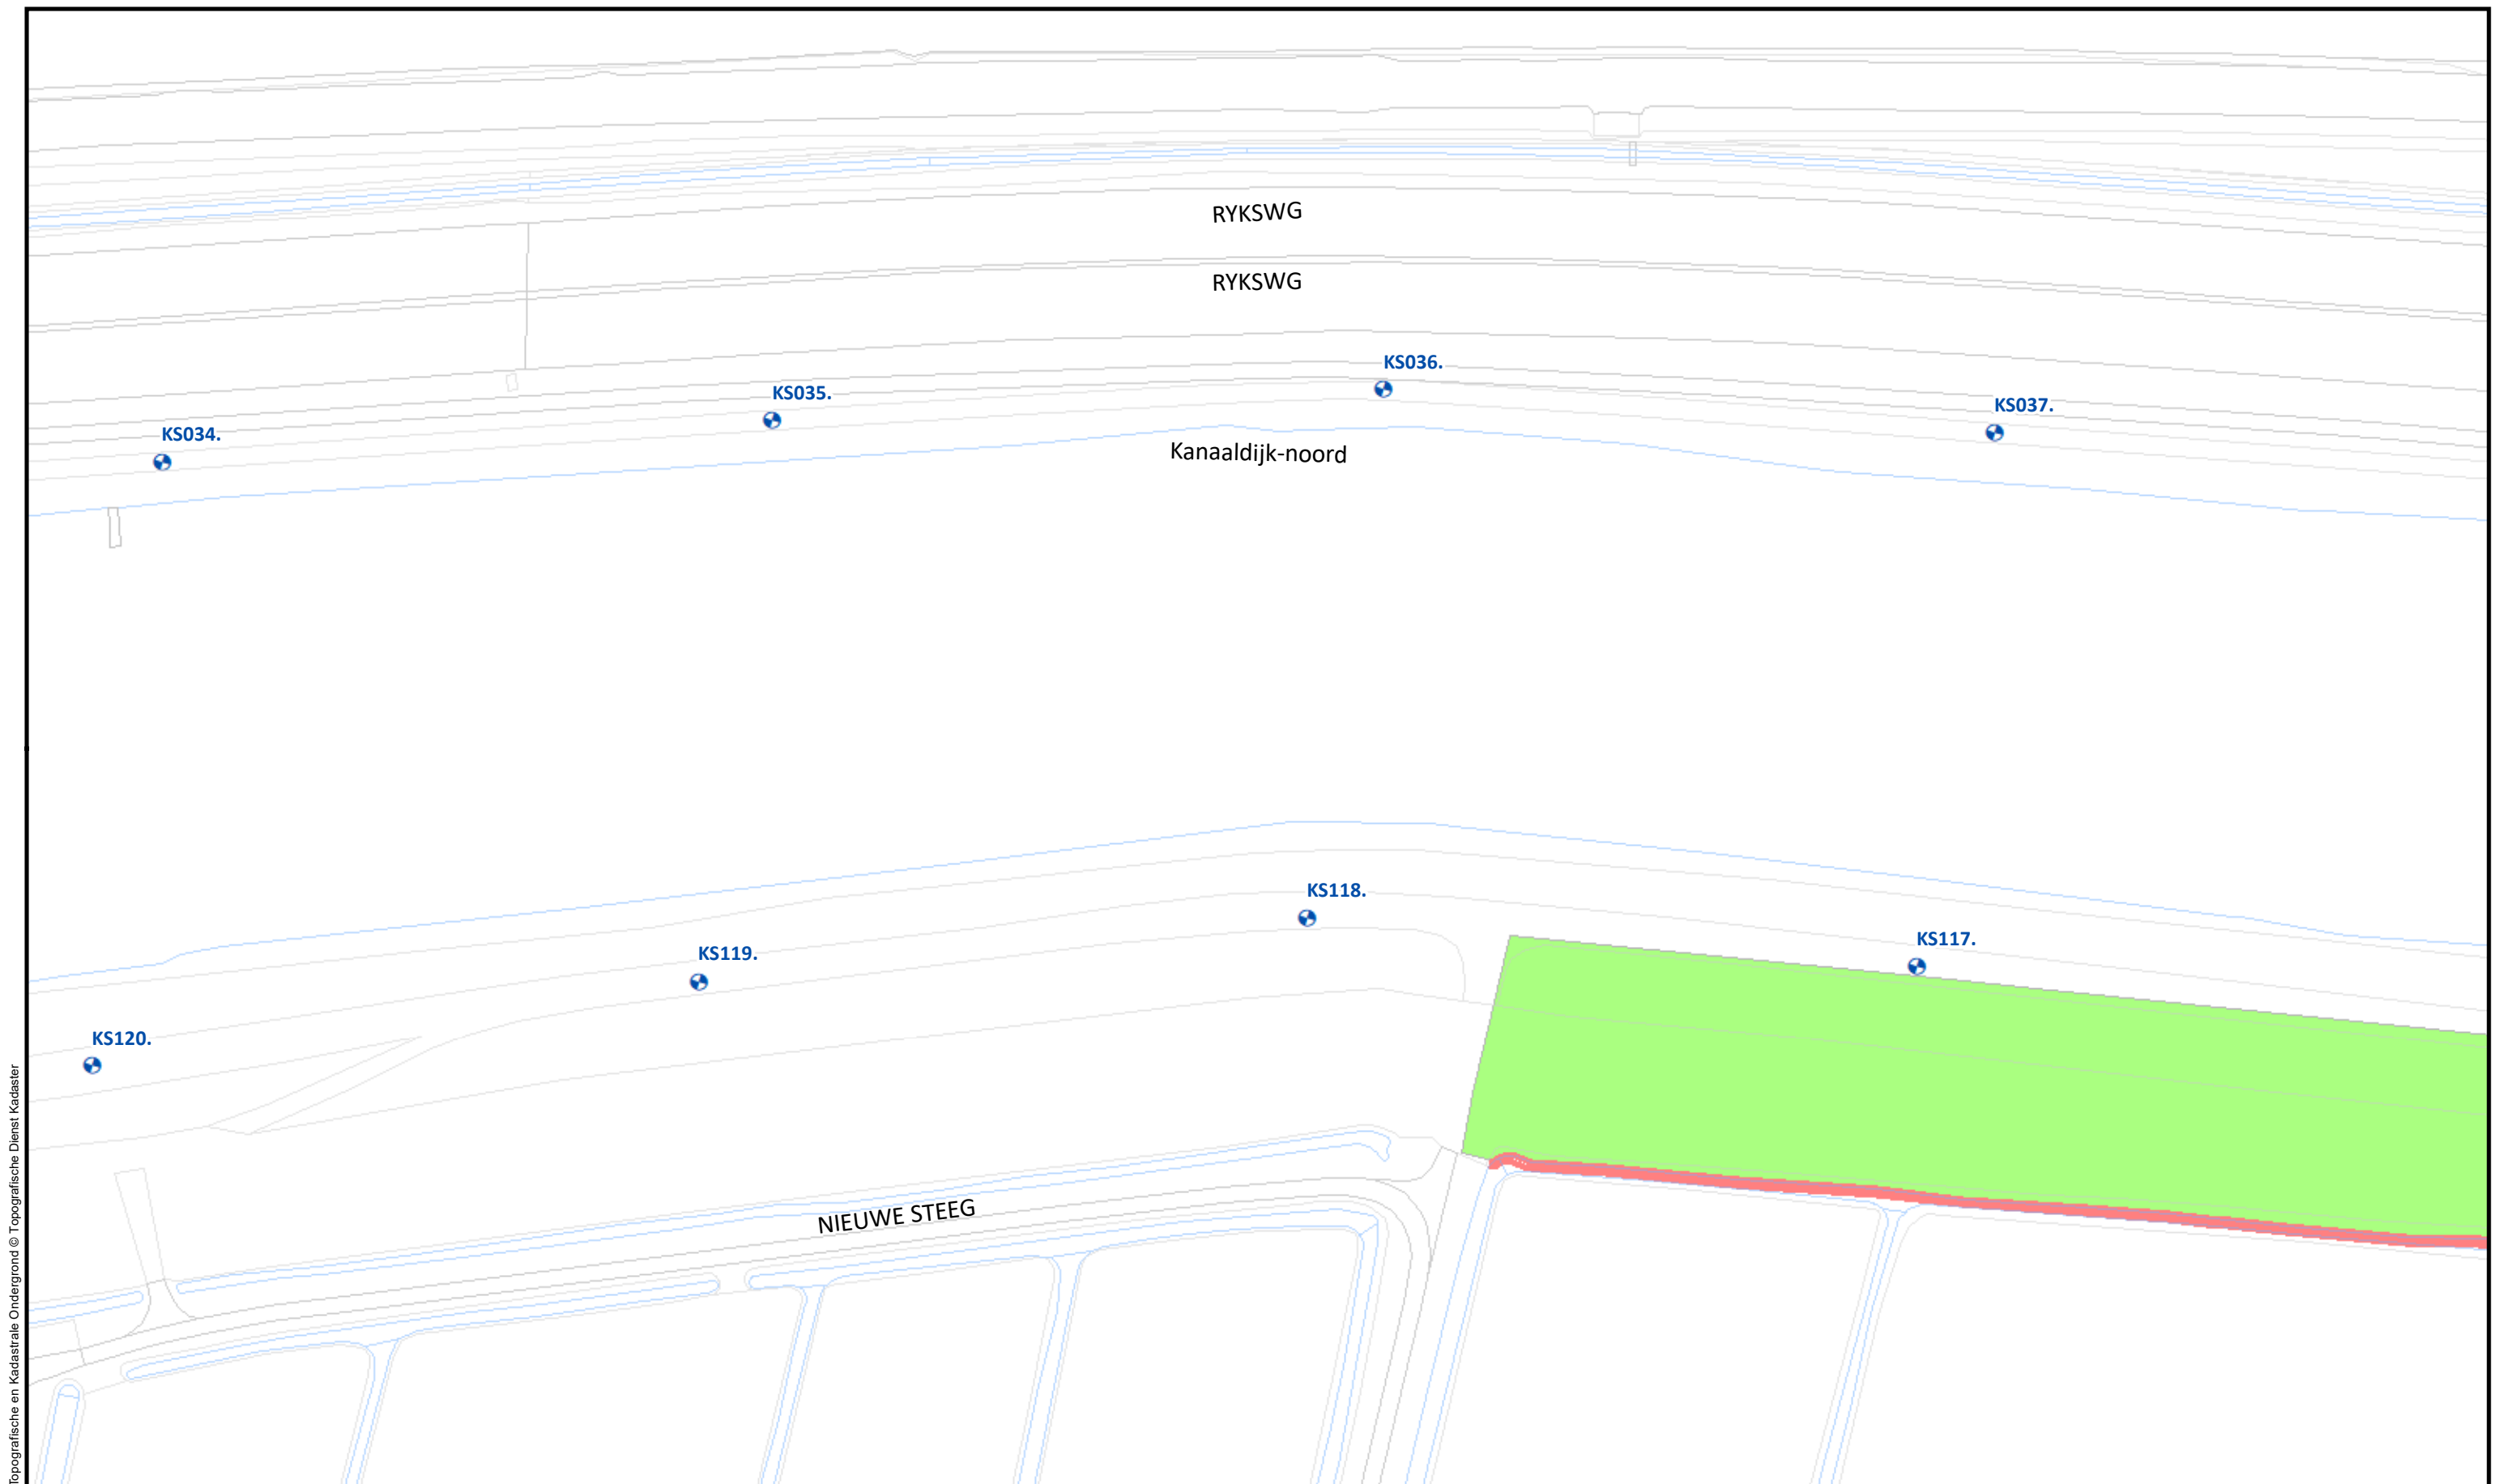 RYKSWG
RYKSWG
KS036.
KS035.
KS037.
KS034.
Kanaaldijk-noord
KS118.
KS117.
KS119.
KS120.
NIEUWE STEEG
Topografische en Kadastrale Ondergrond © Topografische Dienst Kadaster